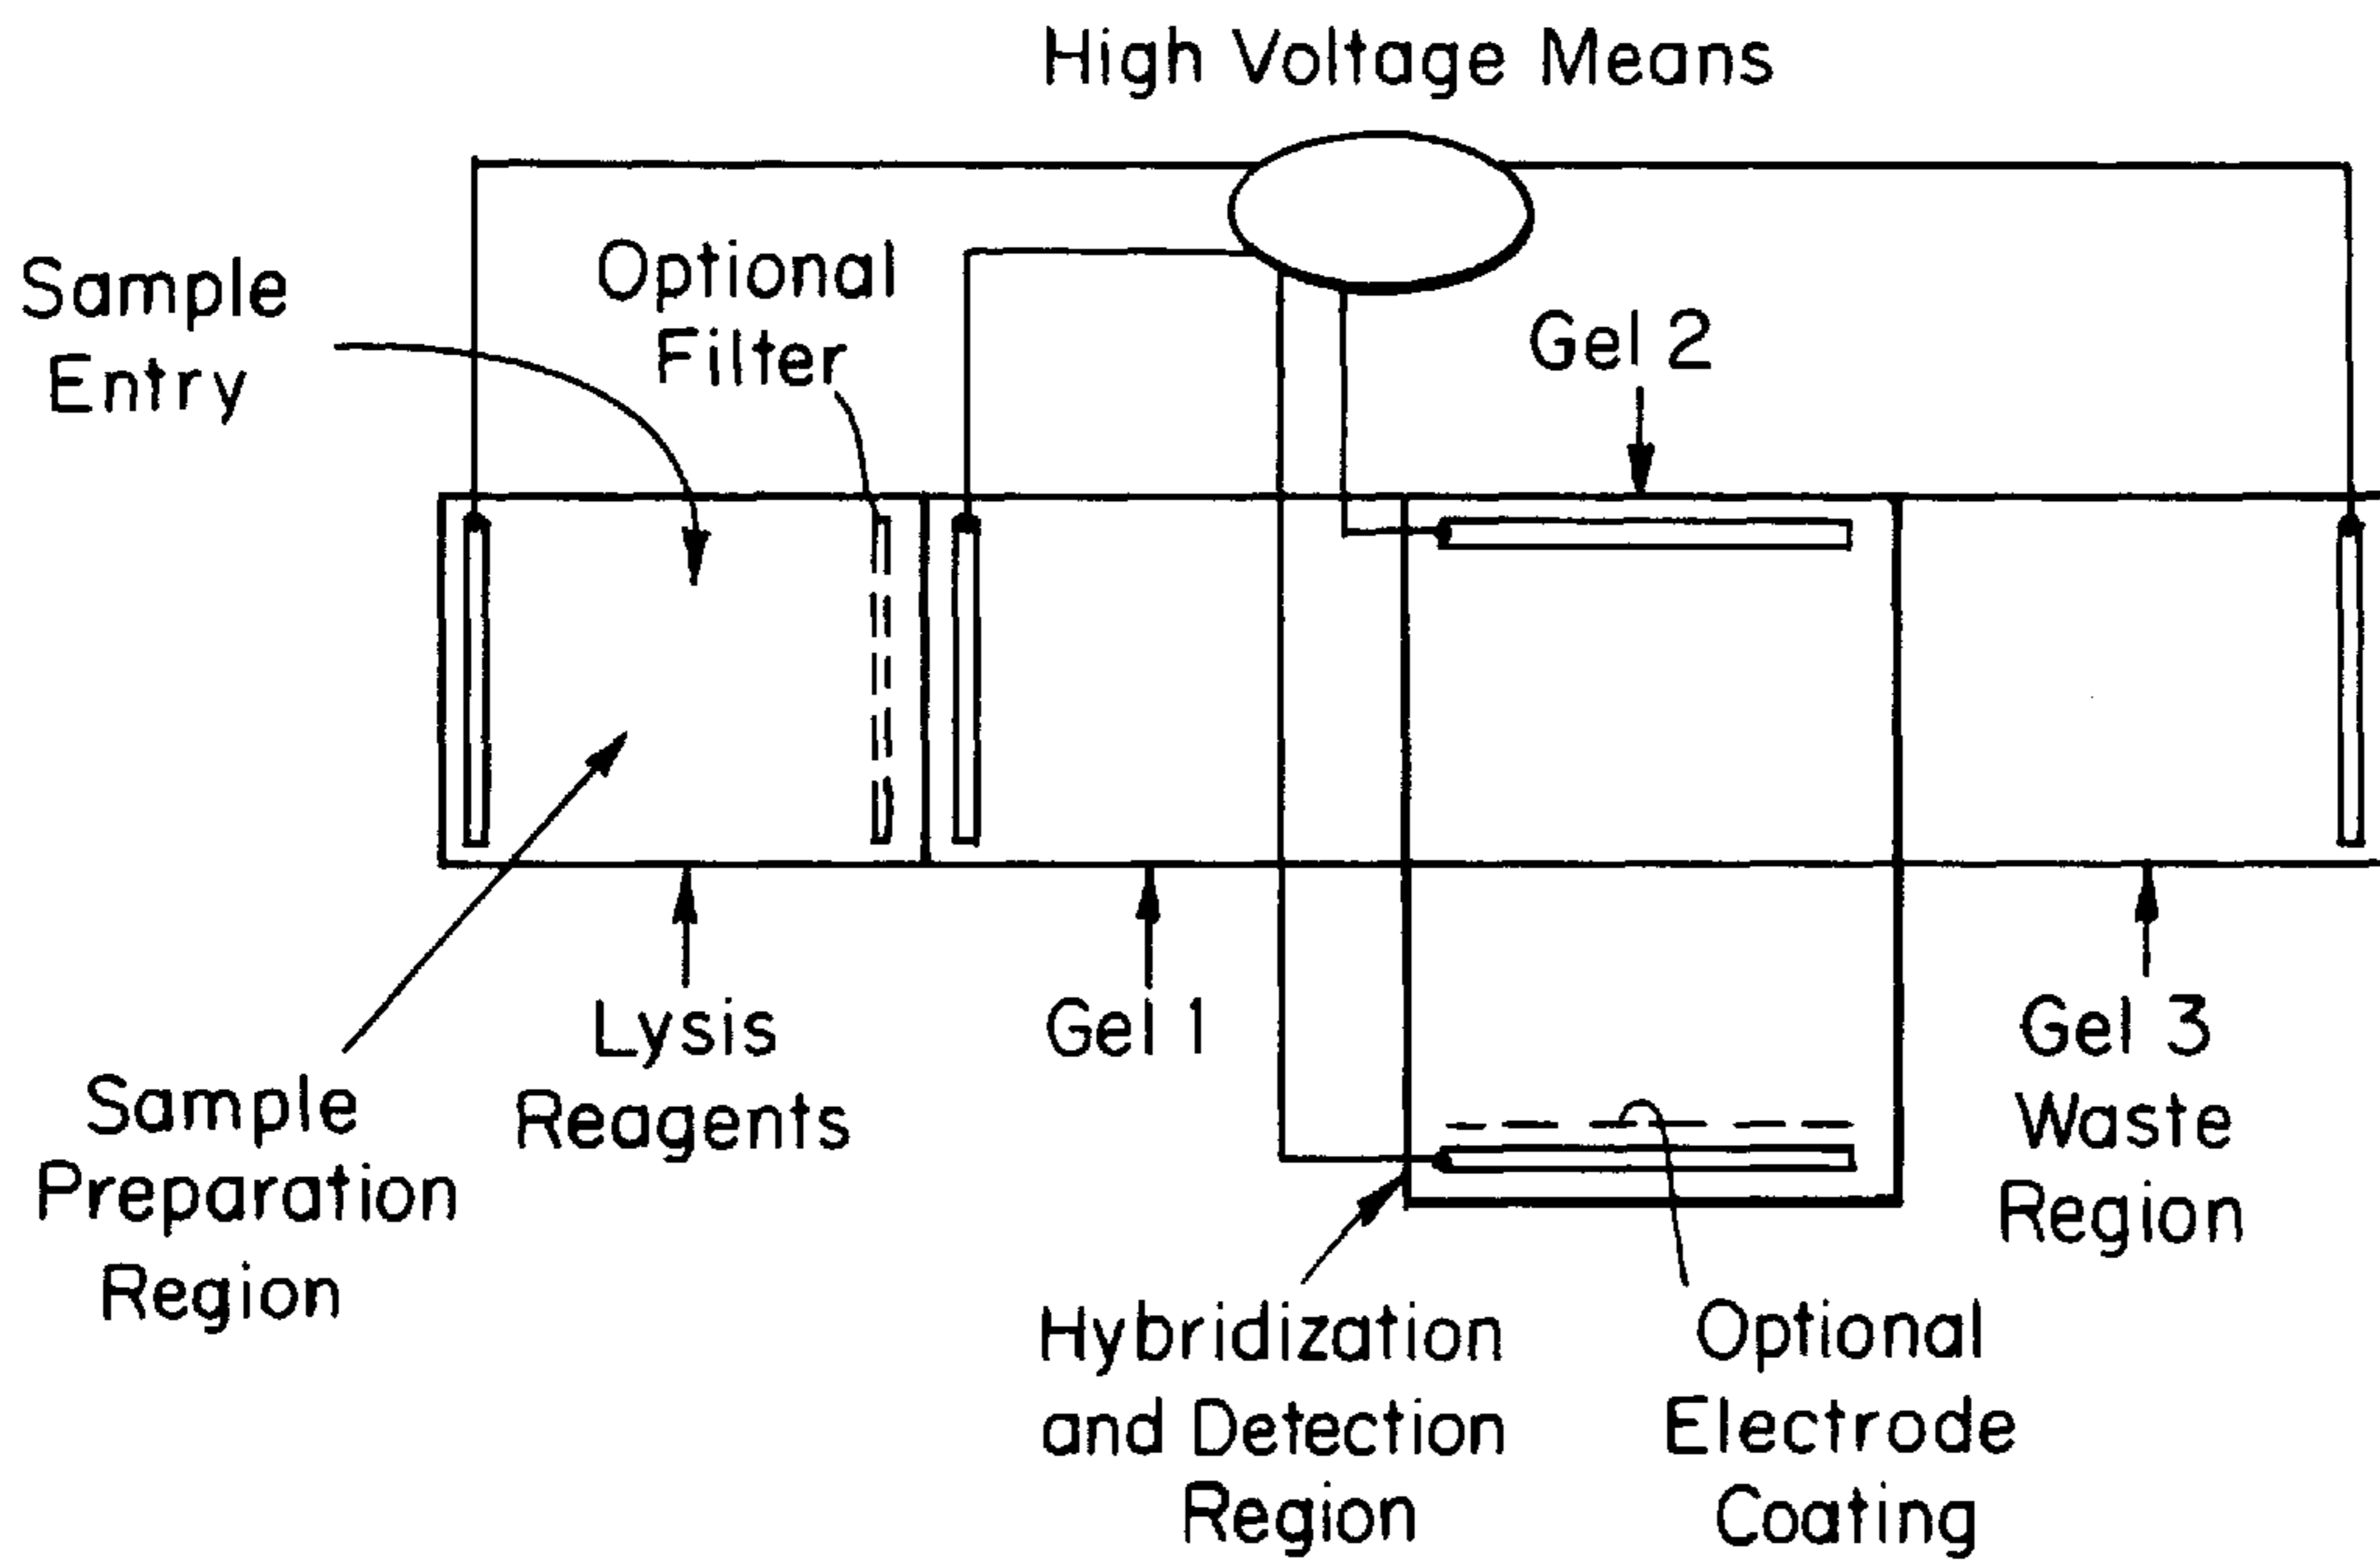 High Voltage Means
Sample
Entry
Optional
Filter
Gel 2
Lysis
Reagents
Gel 1
Gel 3
Waste
Region
Sample
Preparation
Region
Hybridization
and Detection
Region
Optional
Electrode
Coating